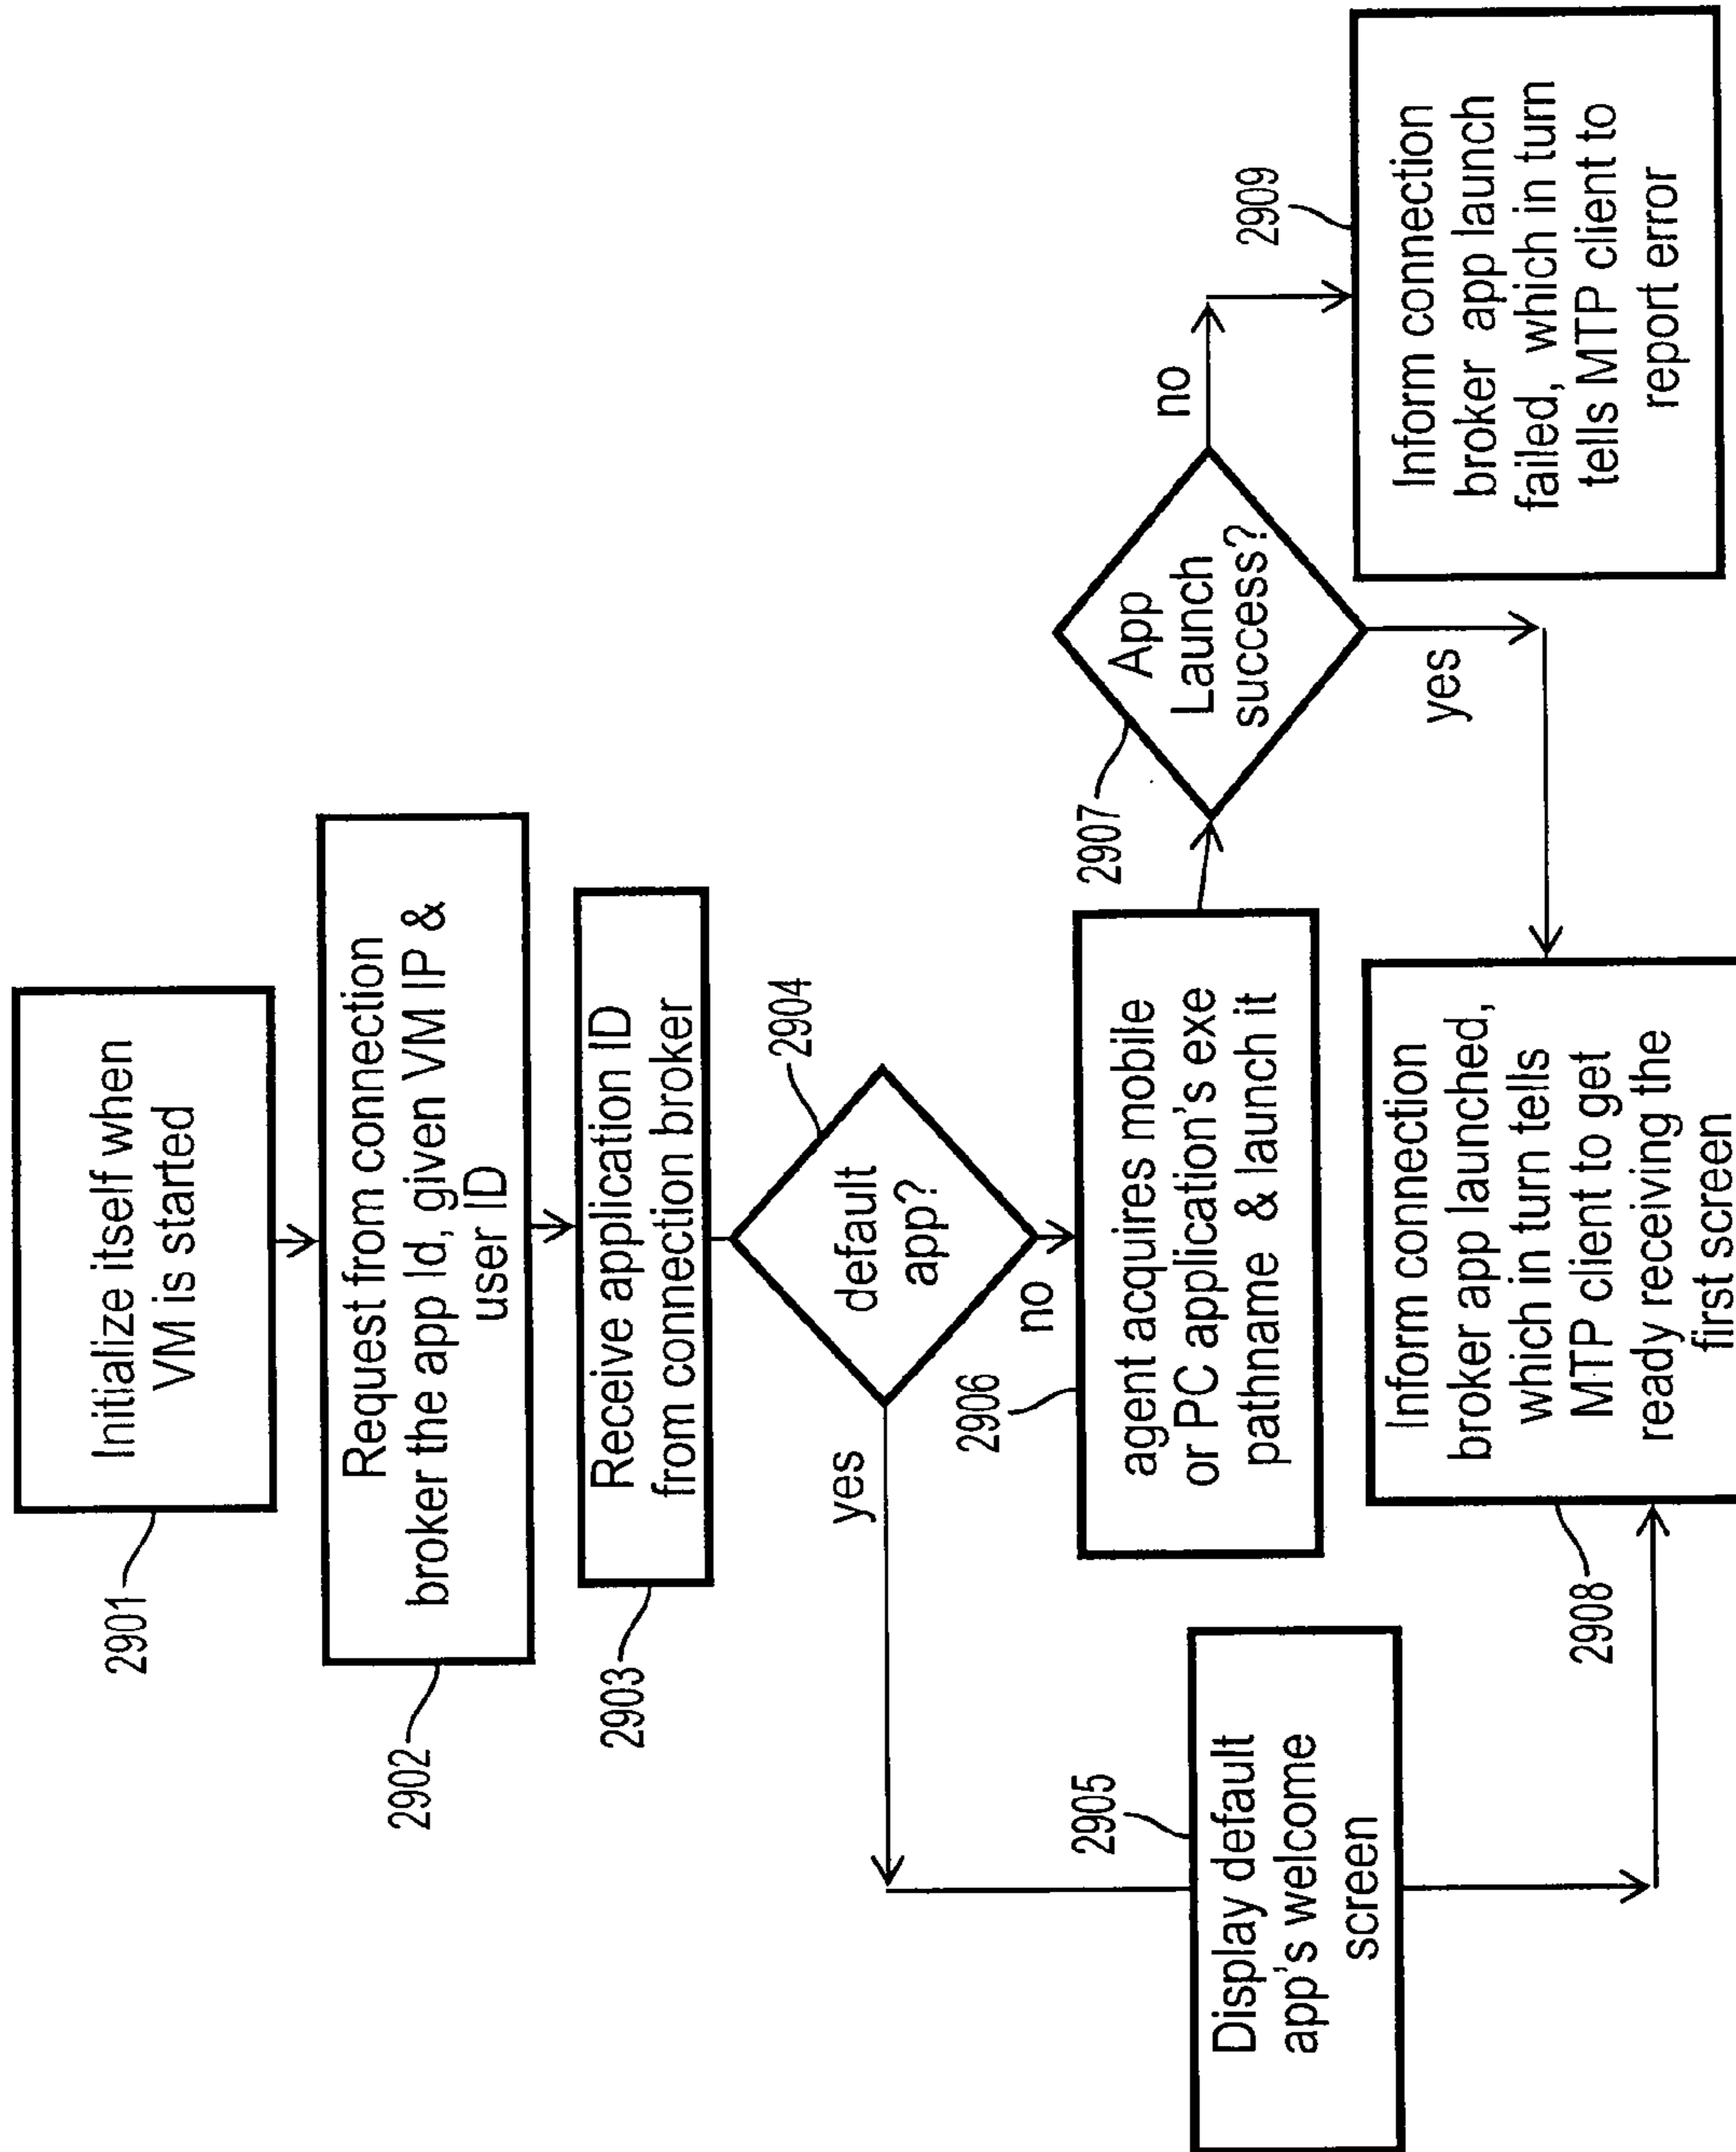 Initialize itself when
VM is started
2901
Request from connection
broker the app Id, given VM IP &
user ID
2902
Receive application ID
from connection broker
2903
default
app?
2904
yes
no
Display default
app's welcome
screen
2905
agent acquires mobile
or PC application's exe
pathname & launch it
2906
App
Launch
success?
2907
no
yes
Inform connection
broker app launched,
which in turn tells
MTP client to get
ready receiving the
first screen
2908
Inform connection
broker app launch
failed, which in turn
tells MTP client to
report error
2909